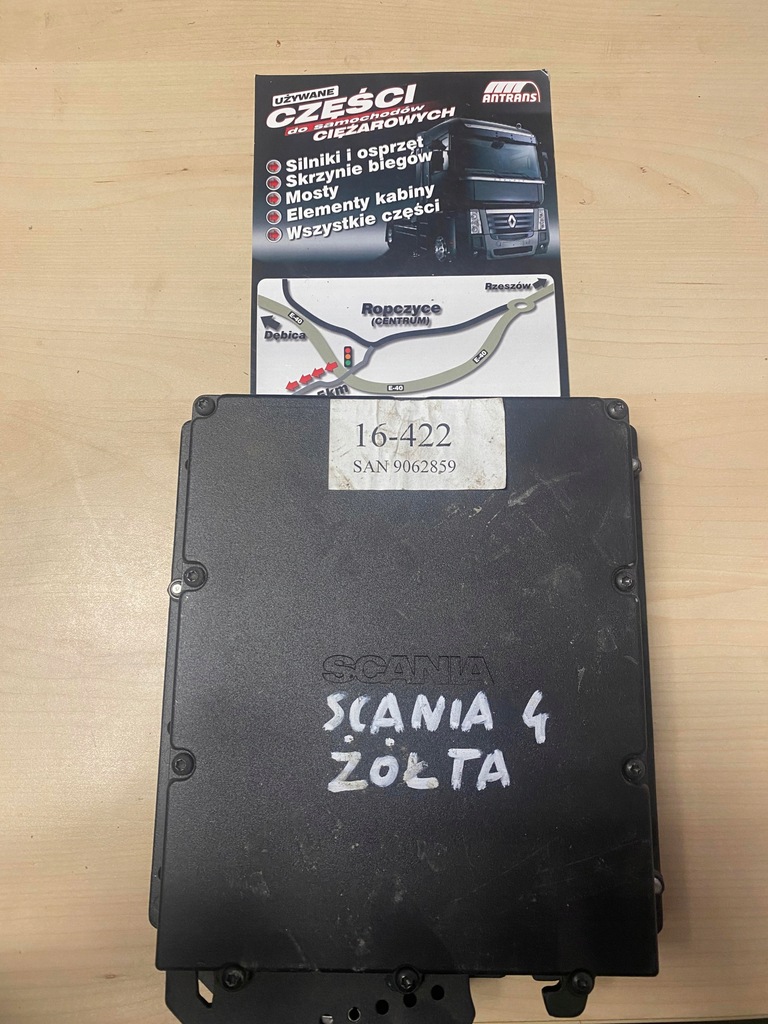 UŻYWANE
CZĘŚCI
do samochodów
CIĘŻAROWYCH
ANTRANS
Silniki i osprzęt
Skrzynie biegów
Mosty
Elementy kabiny
Wszystkie części
Rzeszów
Ropczyce
(CENTRUM)
E-40
Dębica
E-40
E-40
5km
16-422
SAN 9062859
SCANIA
SCANIA 4
ŻÓŁTA